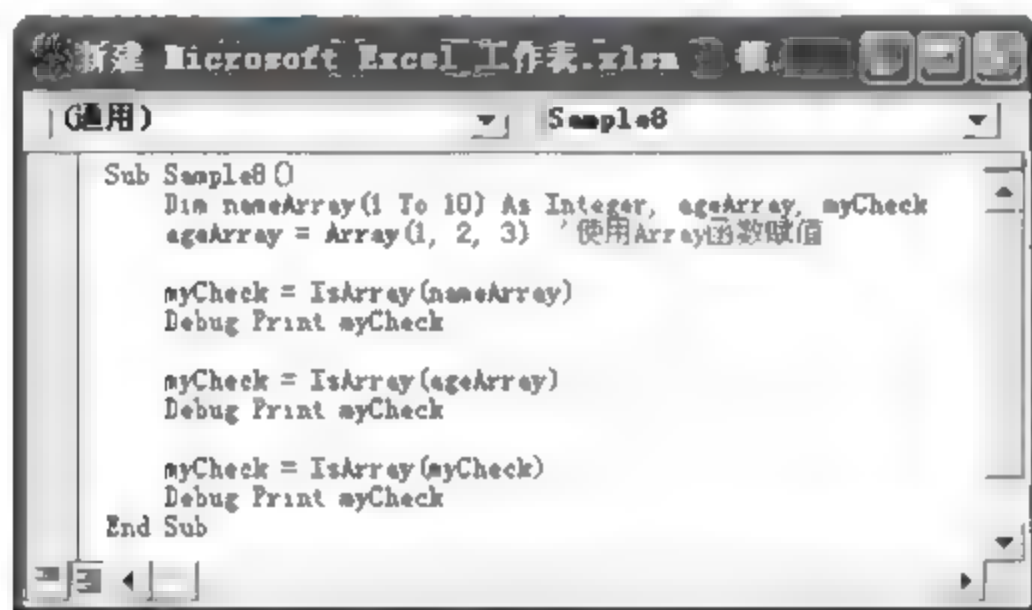 新建 Microsoft Excel 工作表.xlsm
(通用)
Sample8
Sub Sample8()
Dim nameArray(1 To 10) As Integer, ageArray, myCheck
ageArray = Array(1, 2, 3) '使用Array函数赋值
myCheck = IsArray(nameArray)
Debug.Print myCheck
myCheck = IsArray(ageArray)
Debug.Print myCheck
myCheck = IsArray(myCheck)
Debug.Print myCheck
End Sub